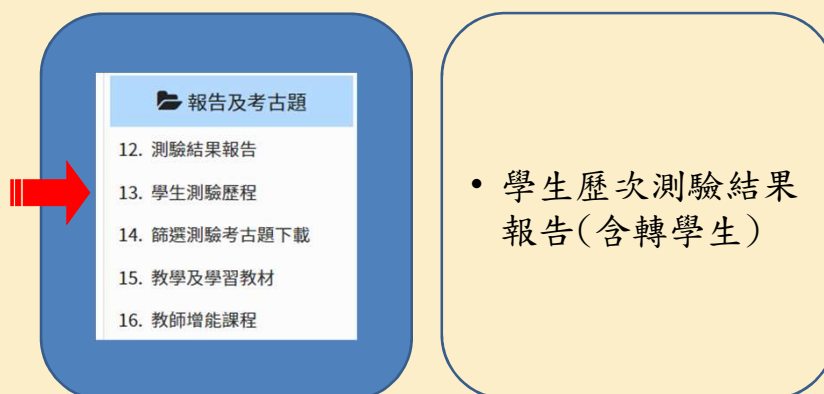 報告及考古題
12. 測驗結果報告
13. 學生測驗歷程
14. 篩選測驗考古題下載
15. 教學及學習教材
16. 教師增能課程
• 學生歷次測驗結果
報告(含轉學生)